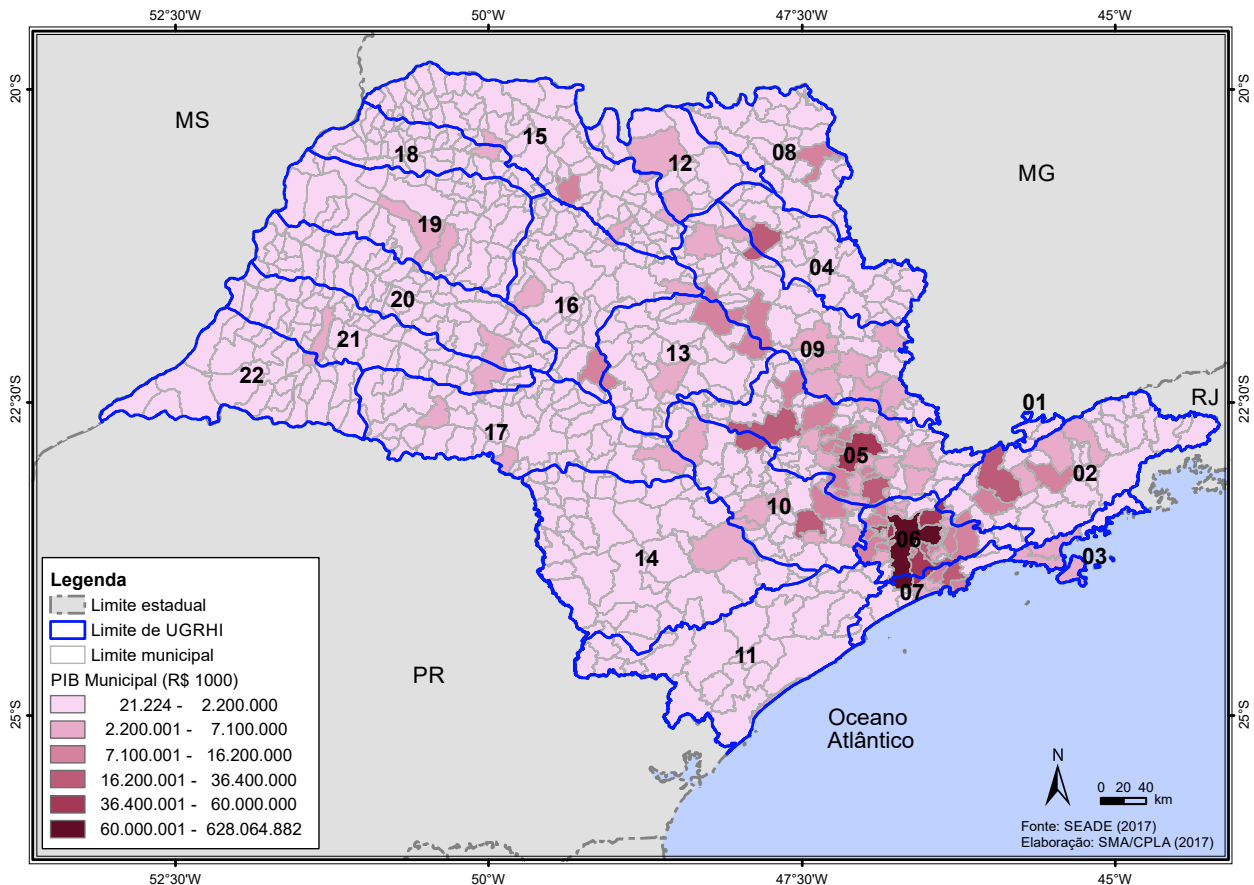 52°30'W 50°W 47°30'W 45°W
20°S
20°S
MS
15
18
12
08
MG
19
04
20
16
21
13
09
22
22°30'S
22°30'S
01
RJ
17
05
02
10
06
14
03
07
11
PR
Oceano
Atlântico
25°S
25°S
Legenda
Limite estadual
Limite de UGRHI
Limite municipal
PIB Municipal (R$ 1000)
21.224 - 2.200.000
2.200.001 - 7.100.000
7.100.001 - 16.200.000
16.200.001 - 36.400.000
36.400.001 - 60.000.000
60.000.001 - 628.064.882
N
0 20 40
km
Fonte: SEADE (2017)
Elaboração: SMA/CPLA (2017)
52°30'W 50°W 47°30'W 45°W